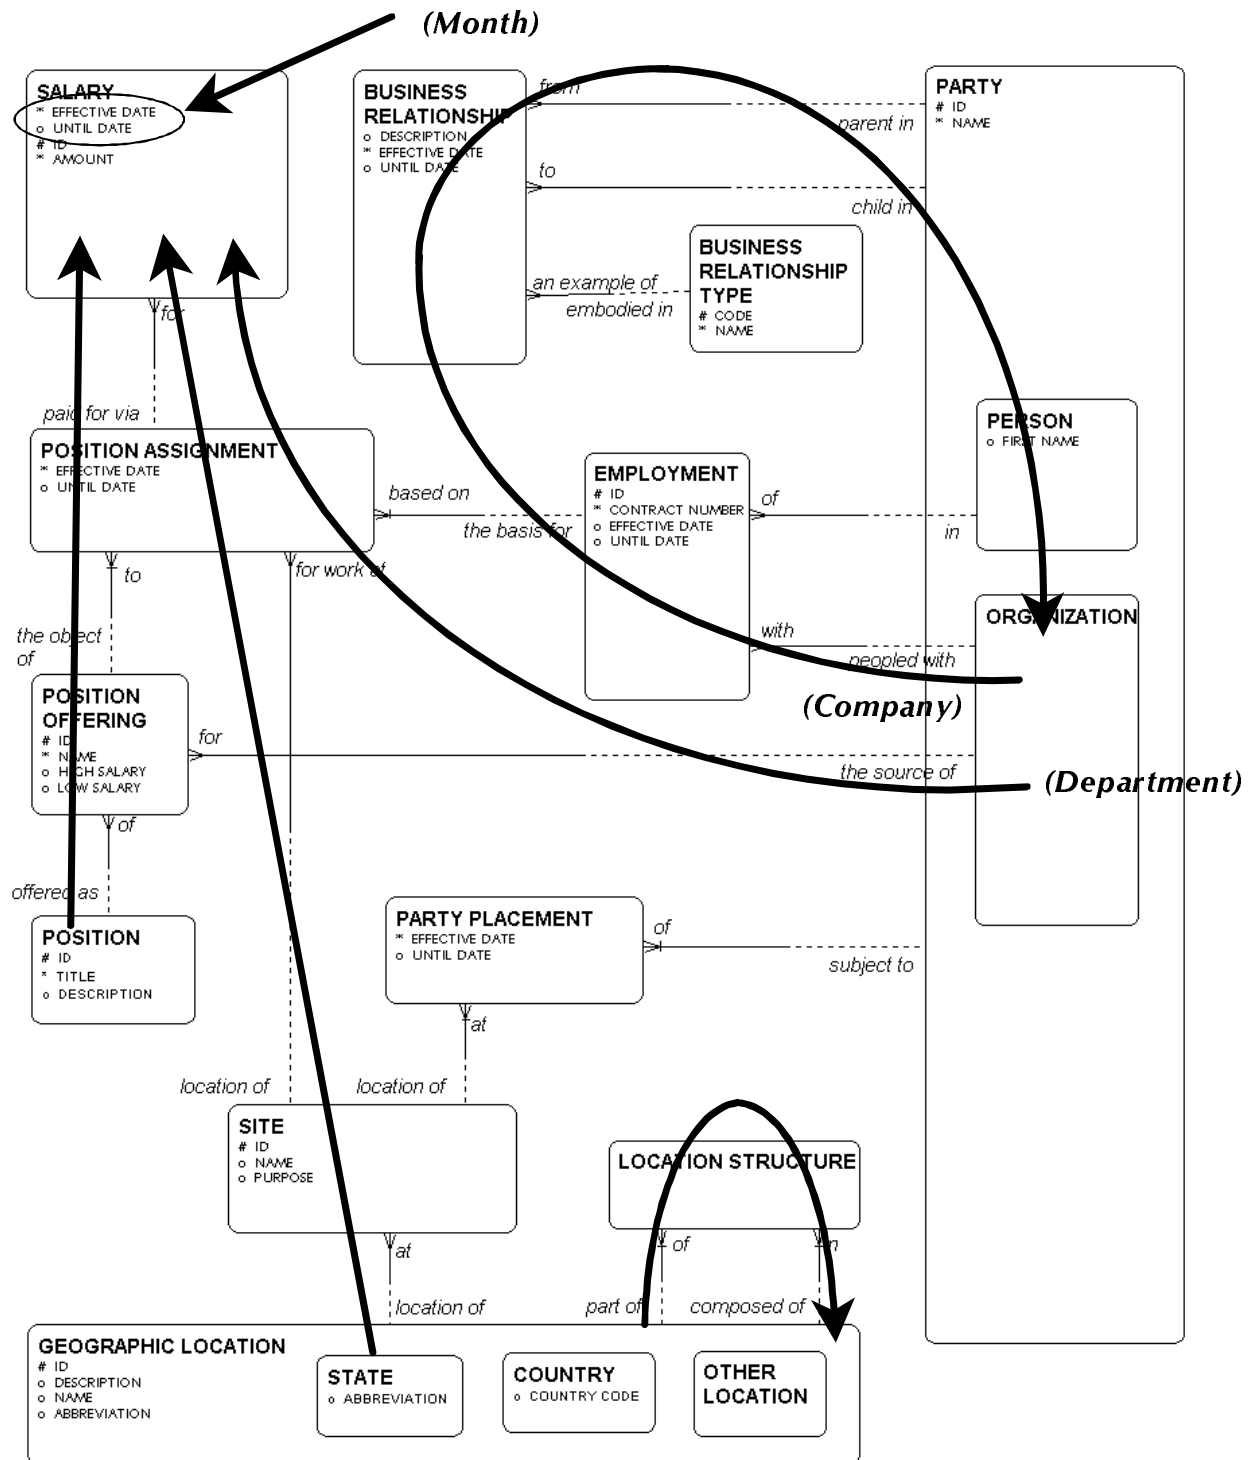 (Month)
SALARY
* EFFECTIVE DATE
o UNTIL DATE
# ID
* AMOUNT
BUSINESS
RELATIONSHIP
o DESCRIPTION
* EFFECTIVE DATE
o UNTIL DATE
from
parent in
to
child in
PARTY
# ID
* NAME
BUSINESS
RELATIONSHIP
TYPE
# CODE
* NAME
an example of
embodied in
for
paid for via
POSITION ASSIGNMENT
* EFFECTIVE DATE
o UNTIL DATE
based on
the basis for
EMPLOYMENT
# ID
* CONTRACT NUMBER
o EFFECTIVE DATE
o UNTIL DATE
of
in
PERSON
o FIRST NAME
to
for work of
the object
of
with
peopled with
ORGANIZATION
(Company)
POSITION
OFFERING
# ID
* NAME
o HIGH SALARY
o LOW SALARY
for
the source of
(Department)
of
offered as
POSITION
# ID
* TITLE
o DESCRIPTION
PARTY PLACEMENT
* EFFECTIVE DATE
o UNTIL DATE
of
subject to
at
location of
location of
SITE
# ID
o NAME
o PURPOSE
LOCATION STRUCTURE
at
of
in
location of
part of
composed of
GEOGRAPHIC LOCATION
# ID
o DESCRIPTION
o NAME
o ABBREVIATION
STATE
o ABBREVIATION
COUNTRY
o COUNTRY CODE
OTHER
LOCATION